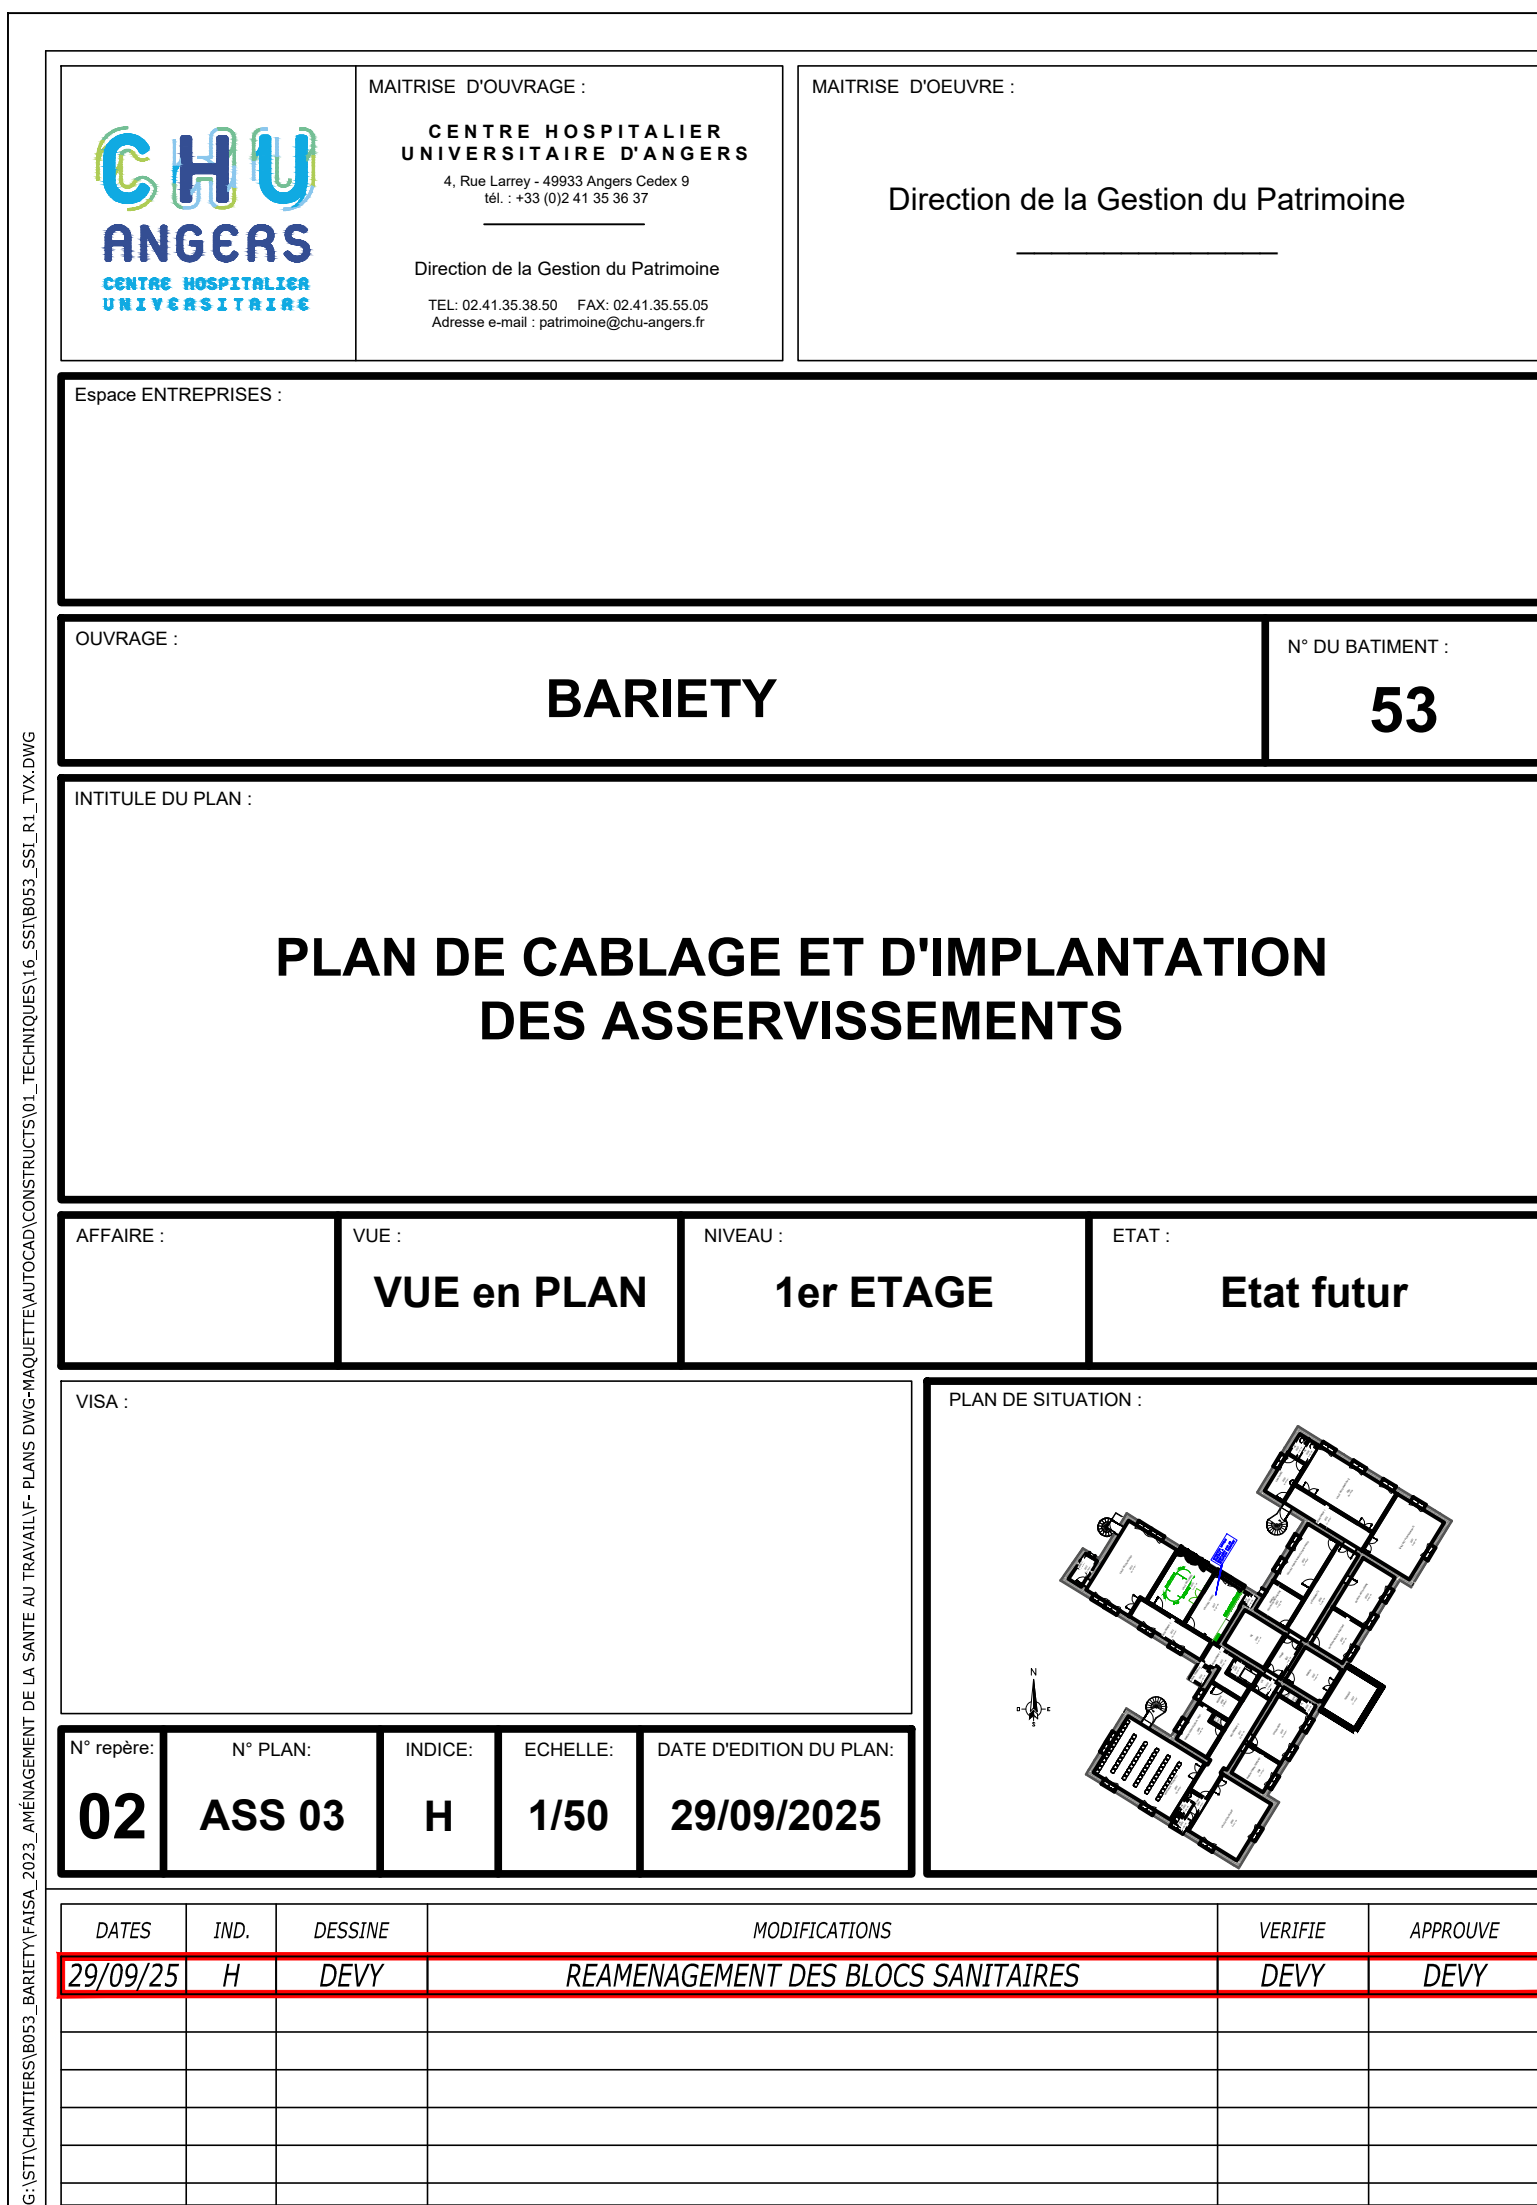 CHU
ANGERS
CENTRE HOSPITALIER
UNIVERSITAIRE
MAITRISE D'OUVRAGE :
CENTRE HOSPITALIER
UNIVERSITAIRE D'ANGERS
4, Rue Larrey - 49933 Angers Cedex 9
tél. : +33 (0)2 41 35 36 37
Direction de la Gestion du Patrimoine
TEL: 02.41.35.38.50 FAX: 02.41.35.55.05
Adresse e-mail : patrimoine@chu-angers.fr
MAITRISE D'OEUVRE :
Direction de la Gestion du Patrimoine
Espace ENTREPRISES :
OUVRAGE :
BARIETY
N° DU BATIMENT :
53
INTITULE DU PLAN :
PLAN DE CABLAGE ET D'IMPLANTATION
DES ASSERVISSEMENTS
AFFAIRE :
VUE :
VUE en PLAN
NIVEAU :
1er ETAGE
ETAT :
Etat futur
VISA :
PLAN DE SITUATION :
N
O
E
S
N° repère:
02
N° PLAN:
ASS 03
INDICE:
H
ECHELLE:
1/50
DATE D'EDITION DU PLAN:
29/09/2025
DATES IND. DESSINE MODIFICATIONS VERIFIE APPROUVE
29/09/25 H DEVY REAMENAGEMENT DES BLOCS SANITAIRES DEVY DEVY
G:\STI\CHANTIERS\B053_BARIETY\FAISA_2023_AMÉNAGEMENT DE LA SANTE AU TRAVAIL\F- PLANS DWG-MAQUETTE\AUTOCAD\CONSTRUCTS\01_TECHNIQUES\16_SSI\B053_SSI_R1_TVX.DWG